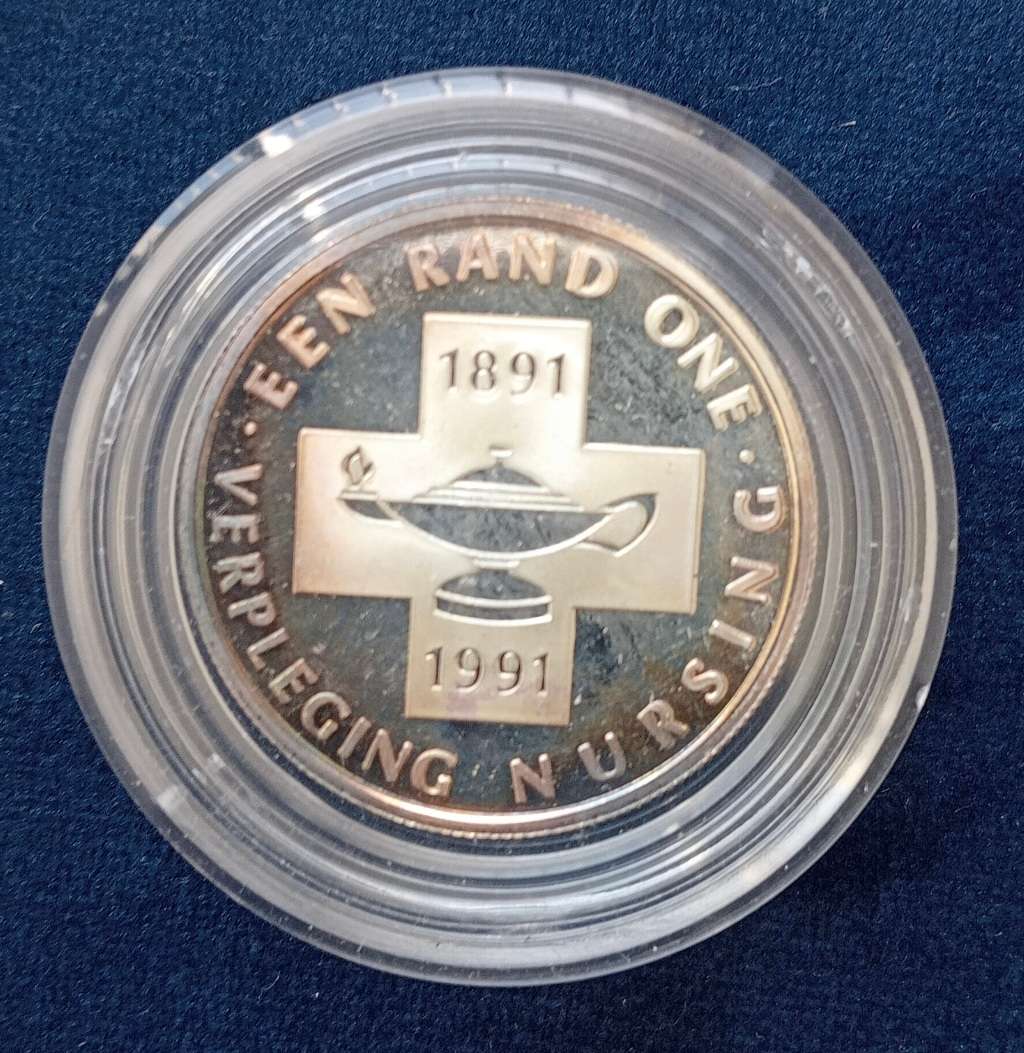 · EEN RAND ONE ·
1891
1991
VERPLEGING NURSING